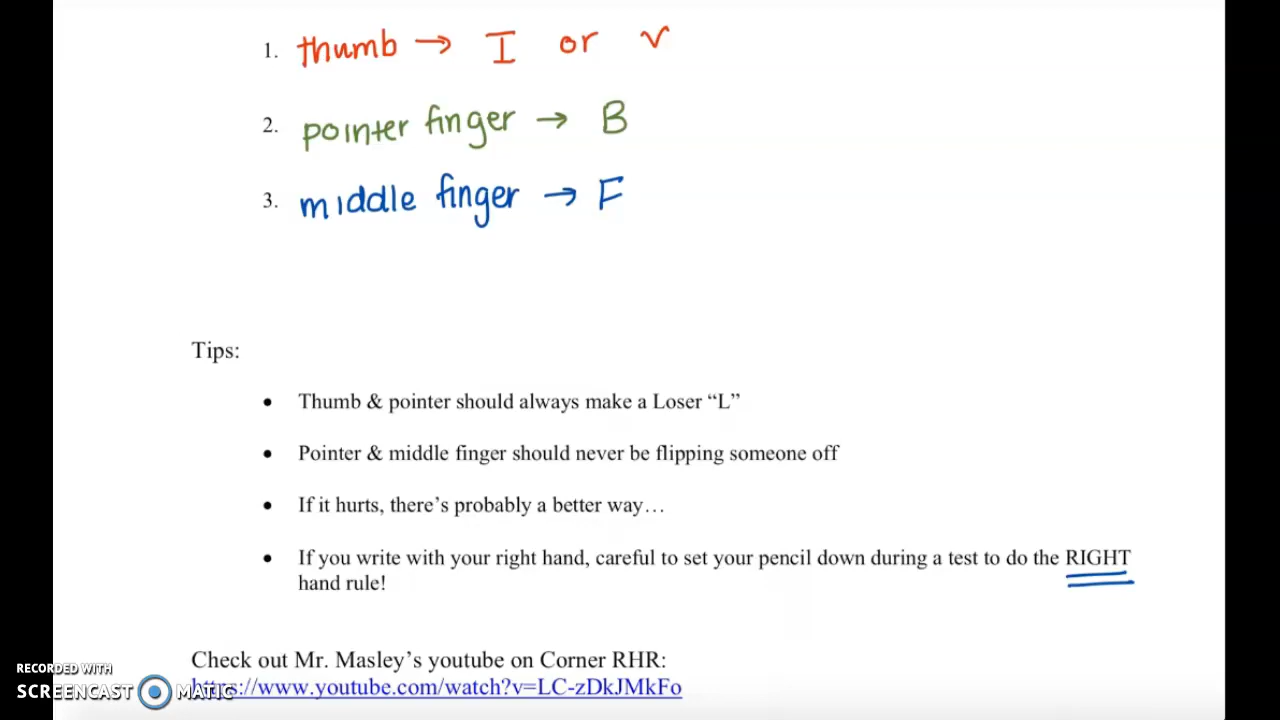 1. thumb → I or v
2. pointer finger → B
3. middle finger → F
Tips:
• Thumb & pointer should always make a Loser “L”
• Pointer & middle finger should never be flipping someone off
• If it hurts, there’s probably a better way…
• If you write with your right hand, careful to set your pencil down during a test to do the RIGHT
hand rule!
Check out Mr. Masley’s youtube on Corner RHR:
https://www.youtube.com/watch?v=LC-zDkJMkFo
RECORDED WITH
SCREENCAST MATIC